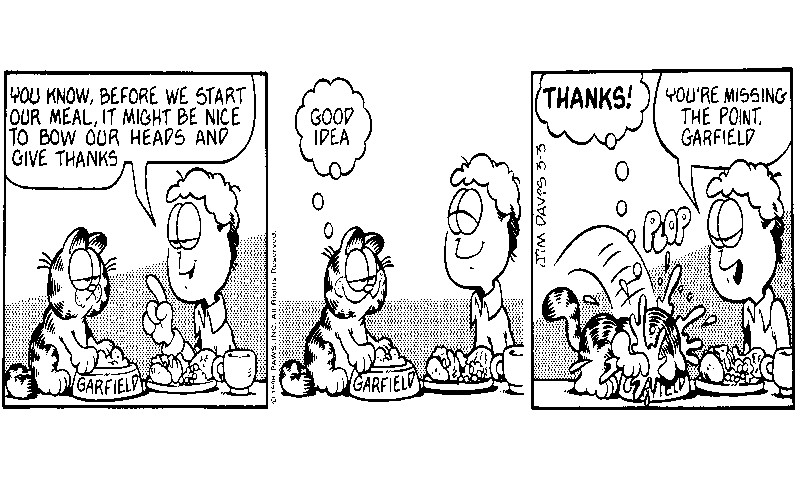 YOU KNOW, BEFORE WE START
OUR MEAL, IT MIGHT BE NICE
TO BOW OUR HEADS AND
GIVE THANKS
GARFIELD
GOOD
IDEA
GARFIELD
THANKS!
YOU'RE MISSING
THE POINT,
GARFIELD
JIM DAVIS 3-3
PLOP